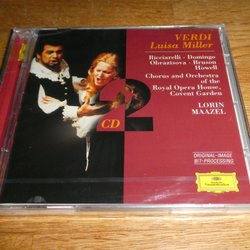 VERDI
Luisa Miller
Ricciarelli · Domingo
Obraztsova · Bruson
Howell
Chorus and Orchestra of the
Royal Opera House,
Covent Garden
LORIN
MAAZEL
2
CD
ORIGINAL-IMAGE
BIT-PROCESSING